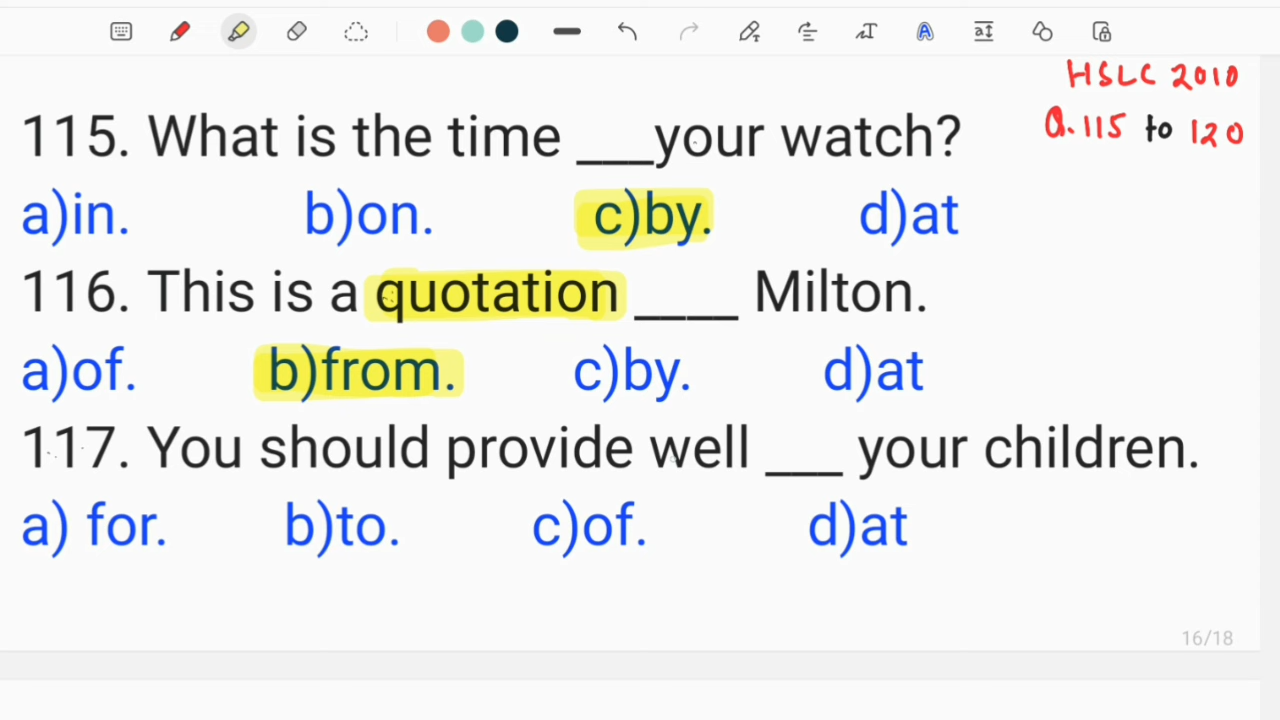 HSLC 2010
115. What is the time ___your watch?
Q.115 to 120
a)in. b)on. c)by. d)at
116. This is a quotation ____ Milton.
a)of. b)from. c)by. d)at
117. You should provide well ___ your children.
a) for. b)to. c)of. d)at
16/18